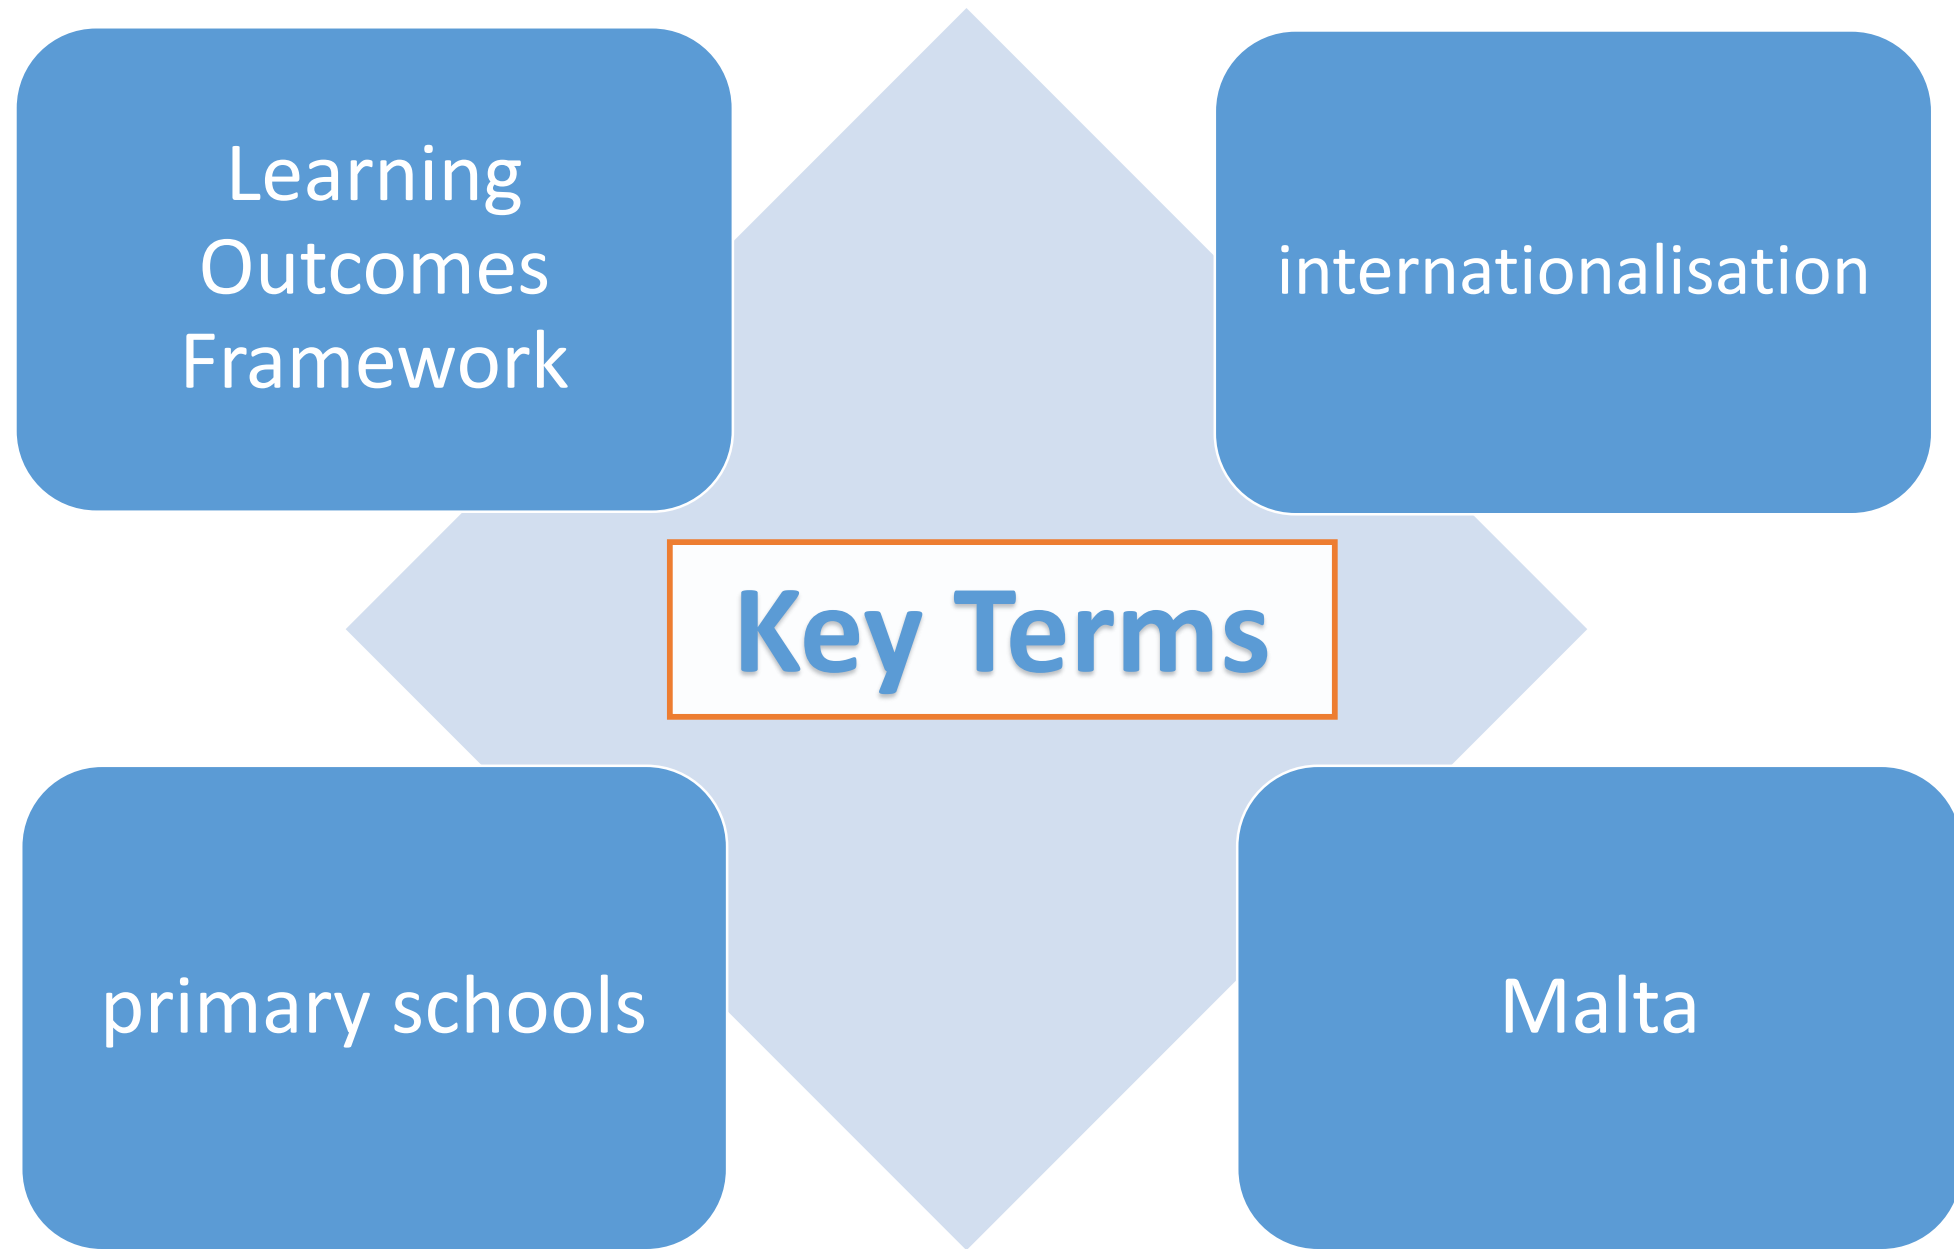 Learning
Outcomes
Framework
internationalisation
Key Terms
primary schools
Malta